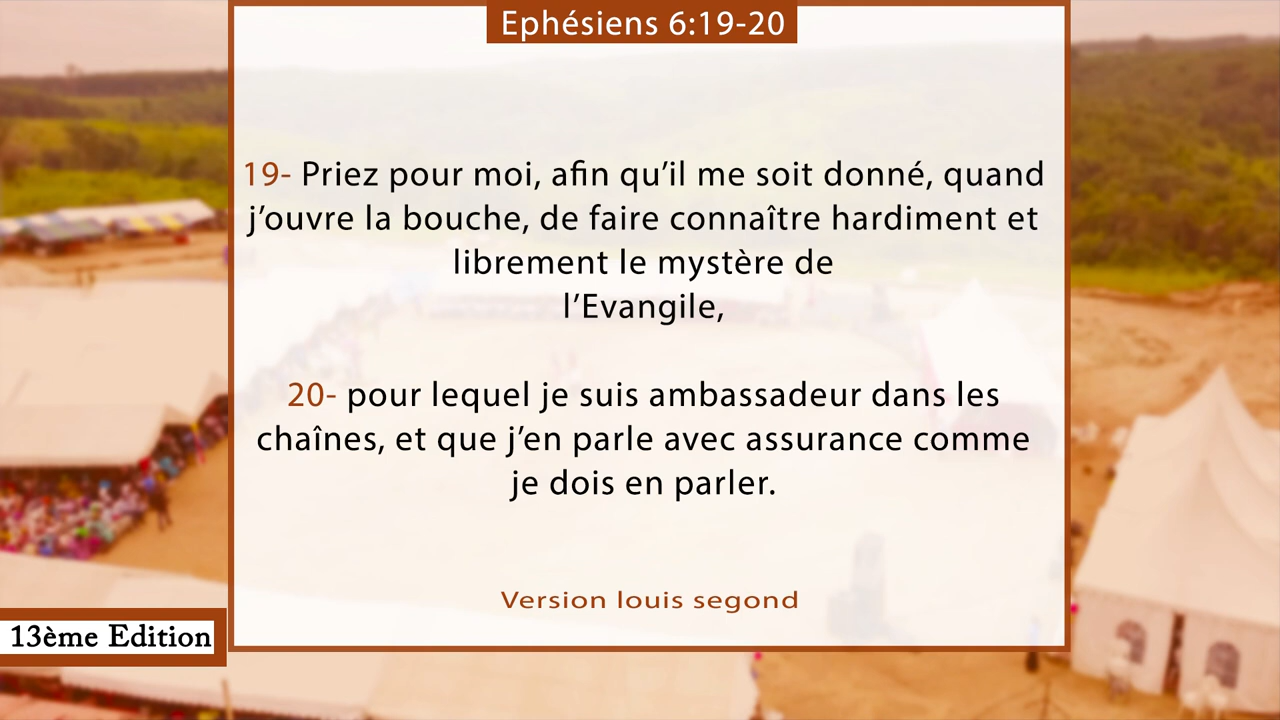 Ephésiens 6:19-20
19- Priez pour moi, afin qu’il me soit donné, quand
j’ouvre la bouche, de faire connaître hardiment et
librement le mystère de
l’Evangile,
20- pour lequel je suis ambassadeur dans les
chaînes, et que j’en parle avec assurance comme
je dois en parler.
Version louis segond
13ème Edition